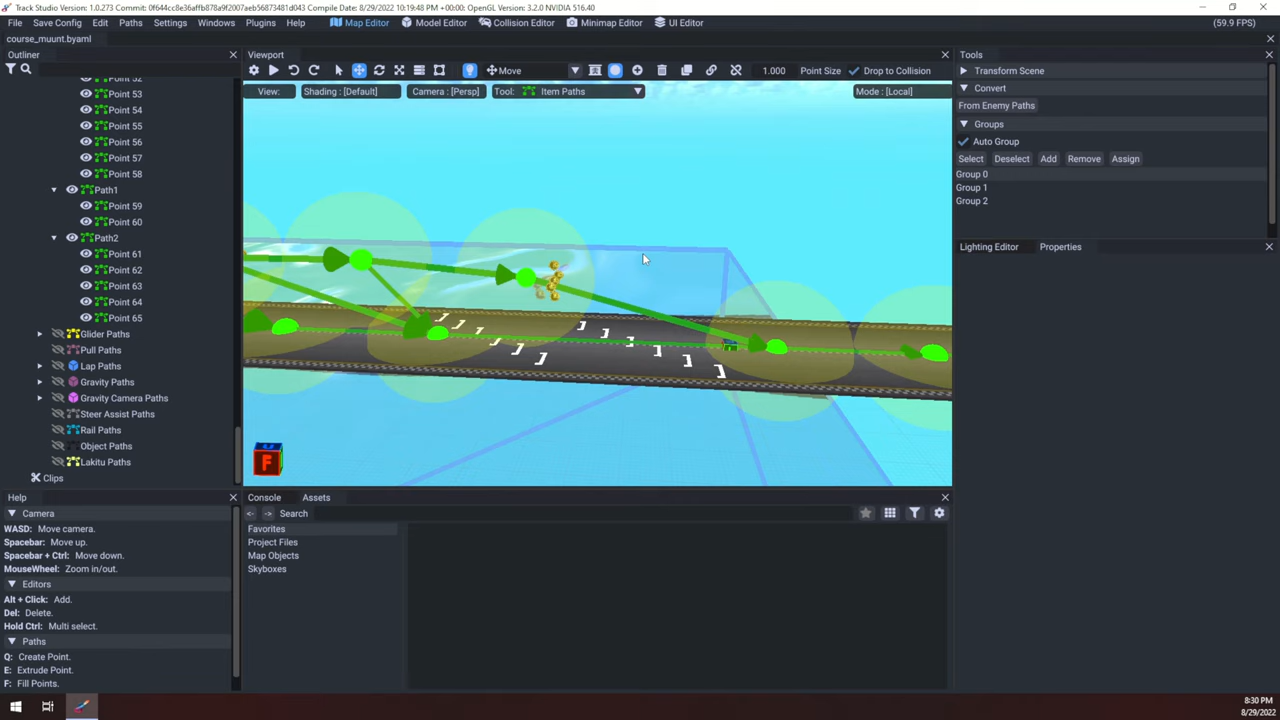 Track Studio Version: 1.0.273 Commit: 0f644cc8e36affb878a9f2007aeb56873481d043 Compile Date: 8/29/2022 10:19:48 PM +00:00: OpenGL Version: 3.2.0 NVIDIA 516.40
File Save Config Edit Paths Settings Windows Plugins Help Map Editor Model Editor Collision Editor Minimap Editor UI Editor (59.9 FPS)
course_muunt.byaml
Outliner
Point 52
Point 53
Point 54
Point 55
Point 56
Point 57
Point 58
Path1
Point 59
Point 60
Path2
Point 61
Point 62
Point 63
Point 64
Point 65
Glider Paths
Pull Paths
Lap Paths
Gravity Paths
Gravity Camera Paths
Steer Assist Paths
Rail Paths
Object Paths
Lakitu Paths
Clips
Viewport
Move 1.000 Point Size Drop to Collision
View: Shading : [Default] Camera : [Persp] Tool: Item Paths Mode : [Local]
F
Tools
Transform Scene
Convert
From Enemy Paths
Groups
Auto Group
Select Deselect Add Remove Assign
Group 0
Group 1
Group 2
Lighting Editor Properties
Help
Camera
WASD: Move camera.
Spacebar: Move up.
Spacebar + Ctrl: Move down.
MouseWheel: Zoom in/out.
Editors
Alt + Click: Add.
Del: Delete.
Hold Ctrl: Multi select.
Paths
Q: Create Point.
E: Extrude Point.
F: Fill Points.
Console Assets
<- -> Search
Favorites
Project Files
Map Objects
Skyboxes
8:30 PM
8/29/2022